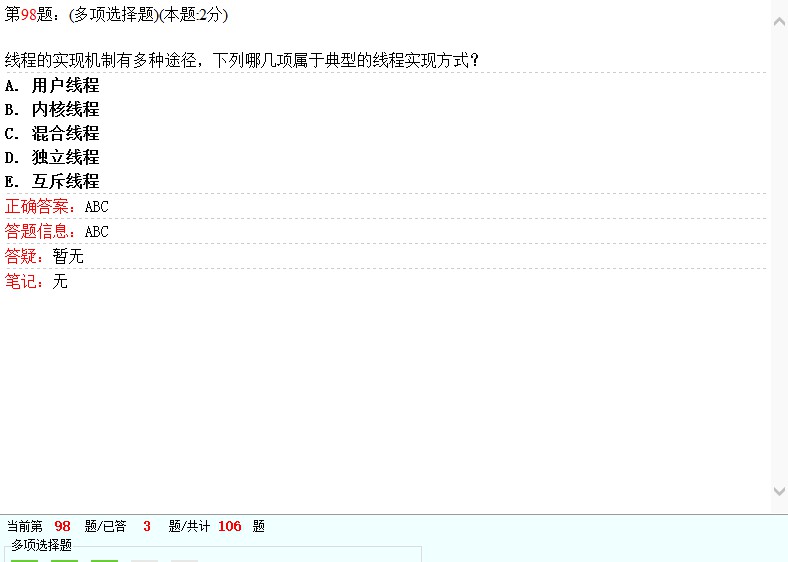 第98题：(多项选择题)(本题:2分)
线程的实现机制有多种途径，下列哪几项属于典型的线程实现方式？
A. 用户线程
B. 内核线程
C. 混合线程
D. 独立线程
E. 互斥线程
正确答案：ABC
答题信息：ABC
答疑：暂无
笔记：无
当前第 98 题/已答 3 题/共计 106 题
多项选择题